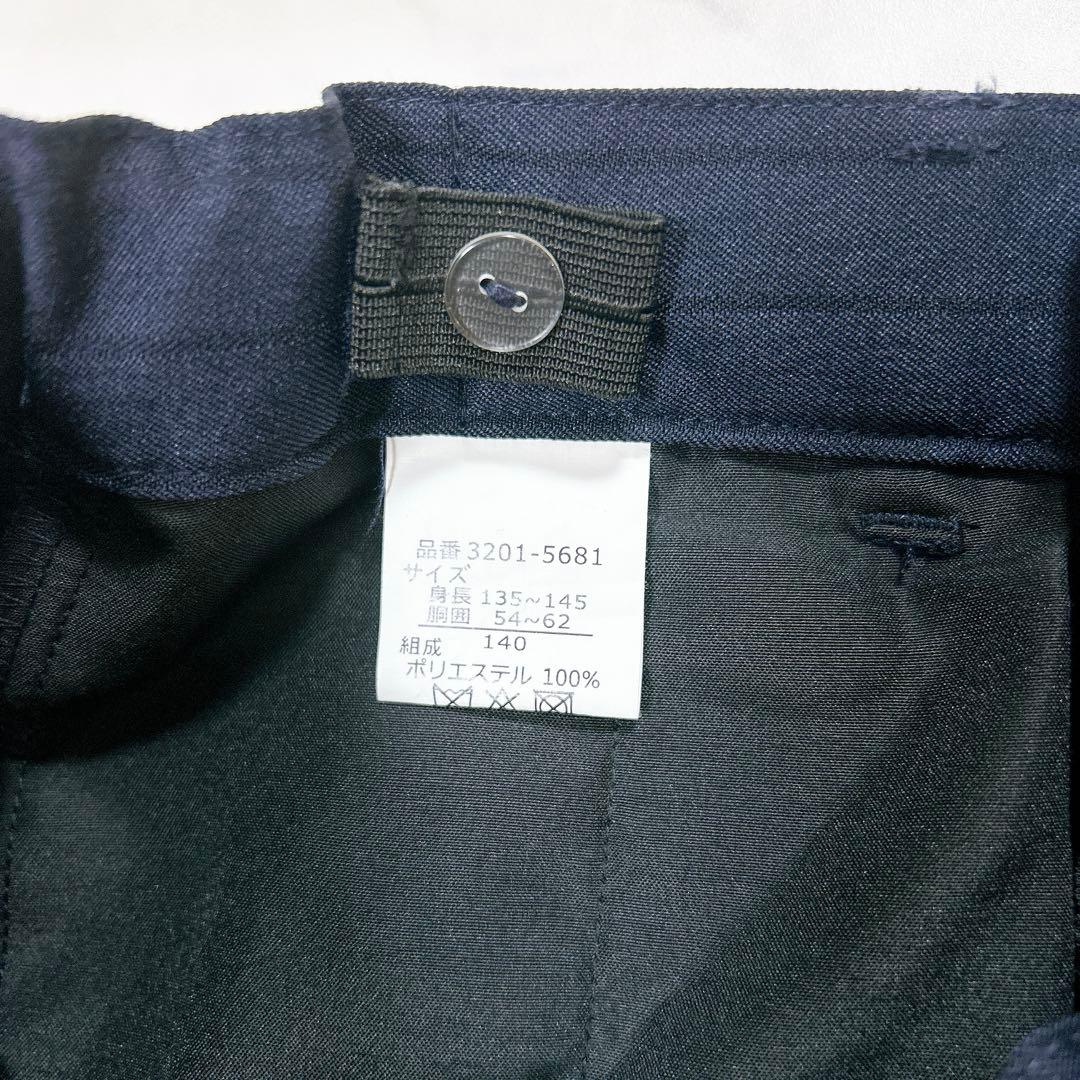 品番 3201-5681
サイズ
身長 135~145
胴囲 54~62
140
組成
ポリエステル 100%